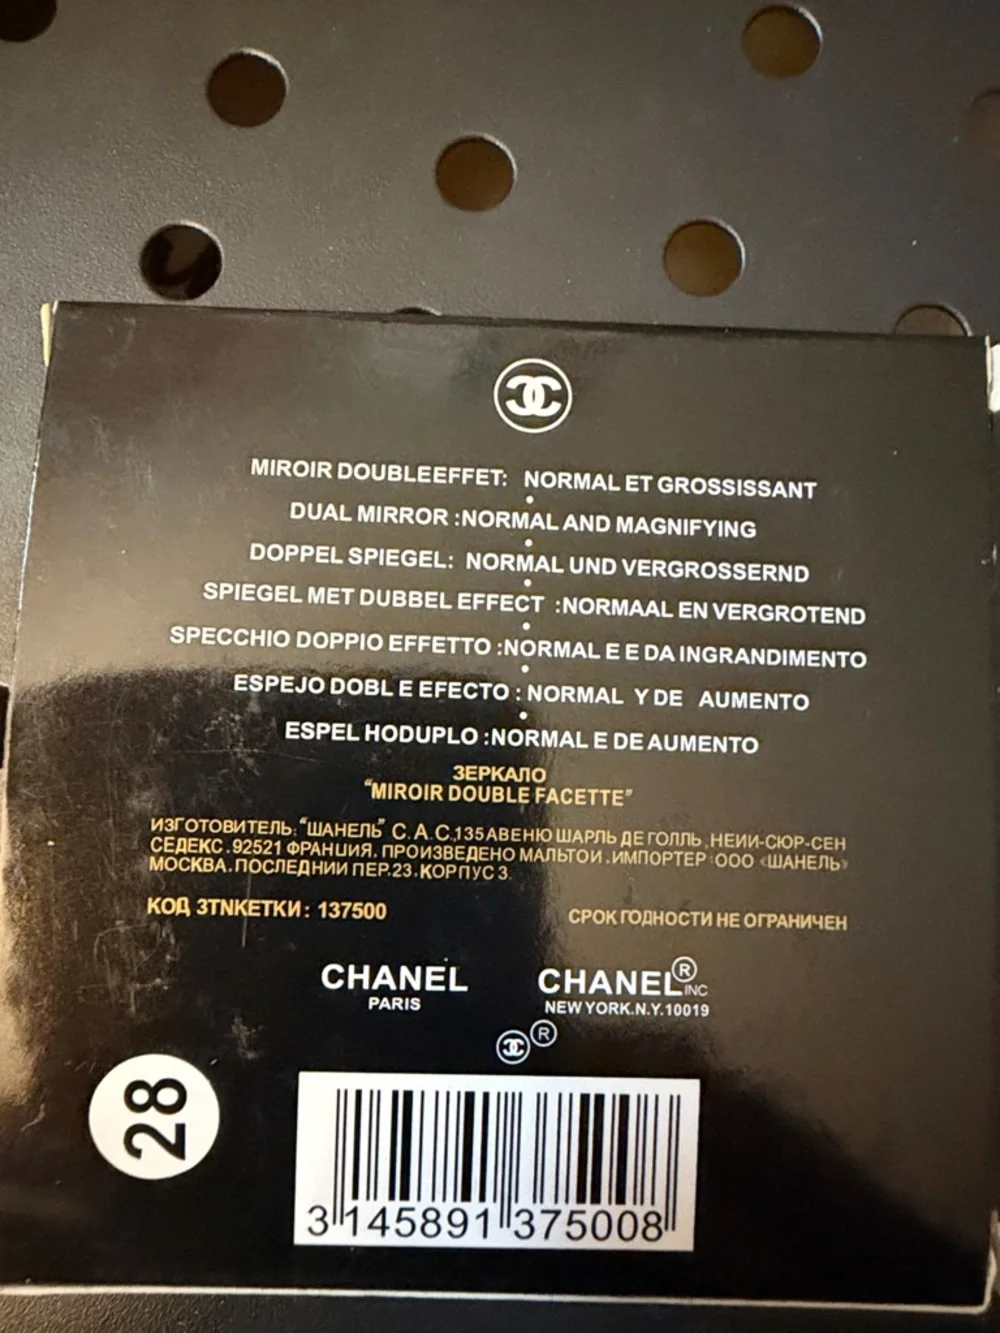 MIROIR DOUBLEEFFET: NORMAL ET GROSSISSANT
DUAL MIRROR :NORMAL AND MAGNIFYING
DOPPEL SPIEGEL: NORMAL UND VERGROSSERND
SPIEGEL MET DUBBEL EFFECT :NORMAAL EN VERGROTEND
SPECCHIO DOPPIO EFFETTO :NORMAL E E DA INGRANDIMENTO
ESPEJO DOBL E EFECTO : NORMAL Y DE AUMENTO
ESPEL HODUPLO :NORMAL E DE AUMENTO
ЗЕРКАЛО
"MIROIR DOUBLE FACETTE"
ИЗГОТОВИТЕЛЬ: "ШАНЕЛЬ" С.А.С.135АВЕНЮ ШАРЛЬ ДЕ ГОЛЛЬ .НЕИИ-СЮР-СЕН
СЕДЕКС.92521 ФРАНЦИЯ. ПРОИЗВЕДЕНО МАЛЬТОИ.ИМПОРТЕР ООО «ШАНЕЛЬ»
МОСКВА.ПОСЛЕДНИИ ПЕР.23.КОРПУС 3.
КОД ЗТNКЕТКИ: 137500
СРОК ГОДНОСТИ НЕ ОГРАНИЧЕН
CHANEL
PARIS
CHANEL® INC
NEW YORK.N.Y.10019
®
28
3 145891 375008